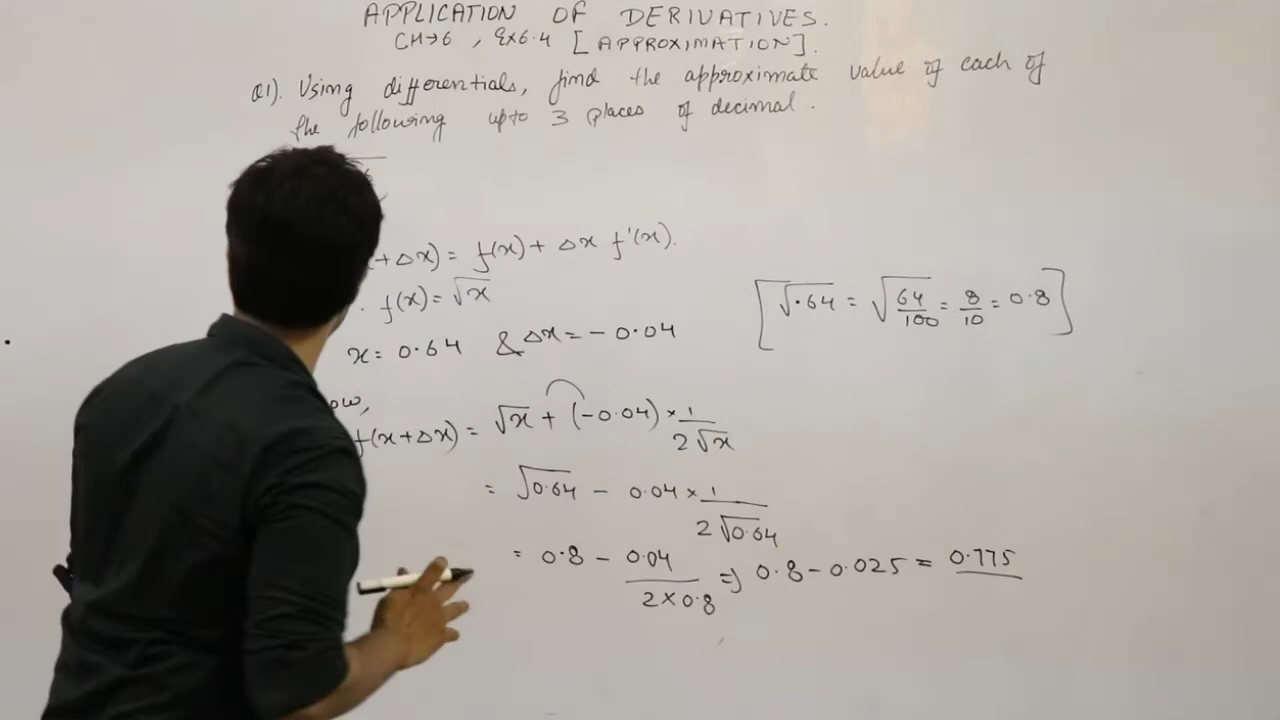 APPLICATION OF DERIVATIVES.
CH→6 , Ex6.4 [APPROXIMATION].
Q1). Using differentials, find the approximate value of each of
the following upto 3 places of decimal.
+Δx) = f(x) + Δx f'(x).
f(x) = √x
[√.64 = √64/100 = 8/10 = 0.8]
x = 0.64 & Δx = - 0.04
ow,
f(x+Δx) = √x + (-0.04) × 1/2√x
= √0.64 - 0.04 × 1/2√0.64
= 0.8 - 0.04/2×0.8 ⇒ 0.8 - 0.025 = 0.775